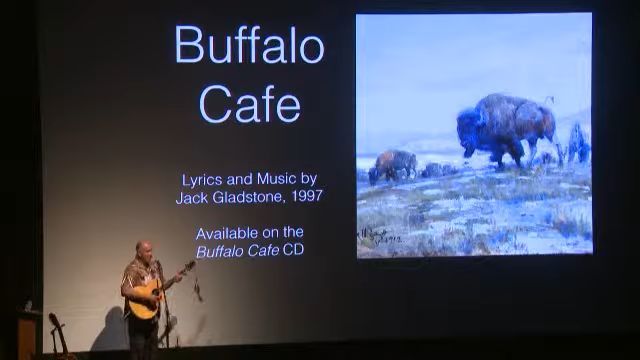 Buffalo
Cafe
Lyrics and Music by
Jack Gladstone, 1997
Available on the
Buffalo Cafe CD